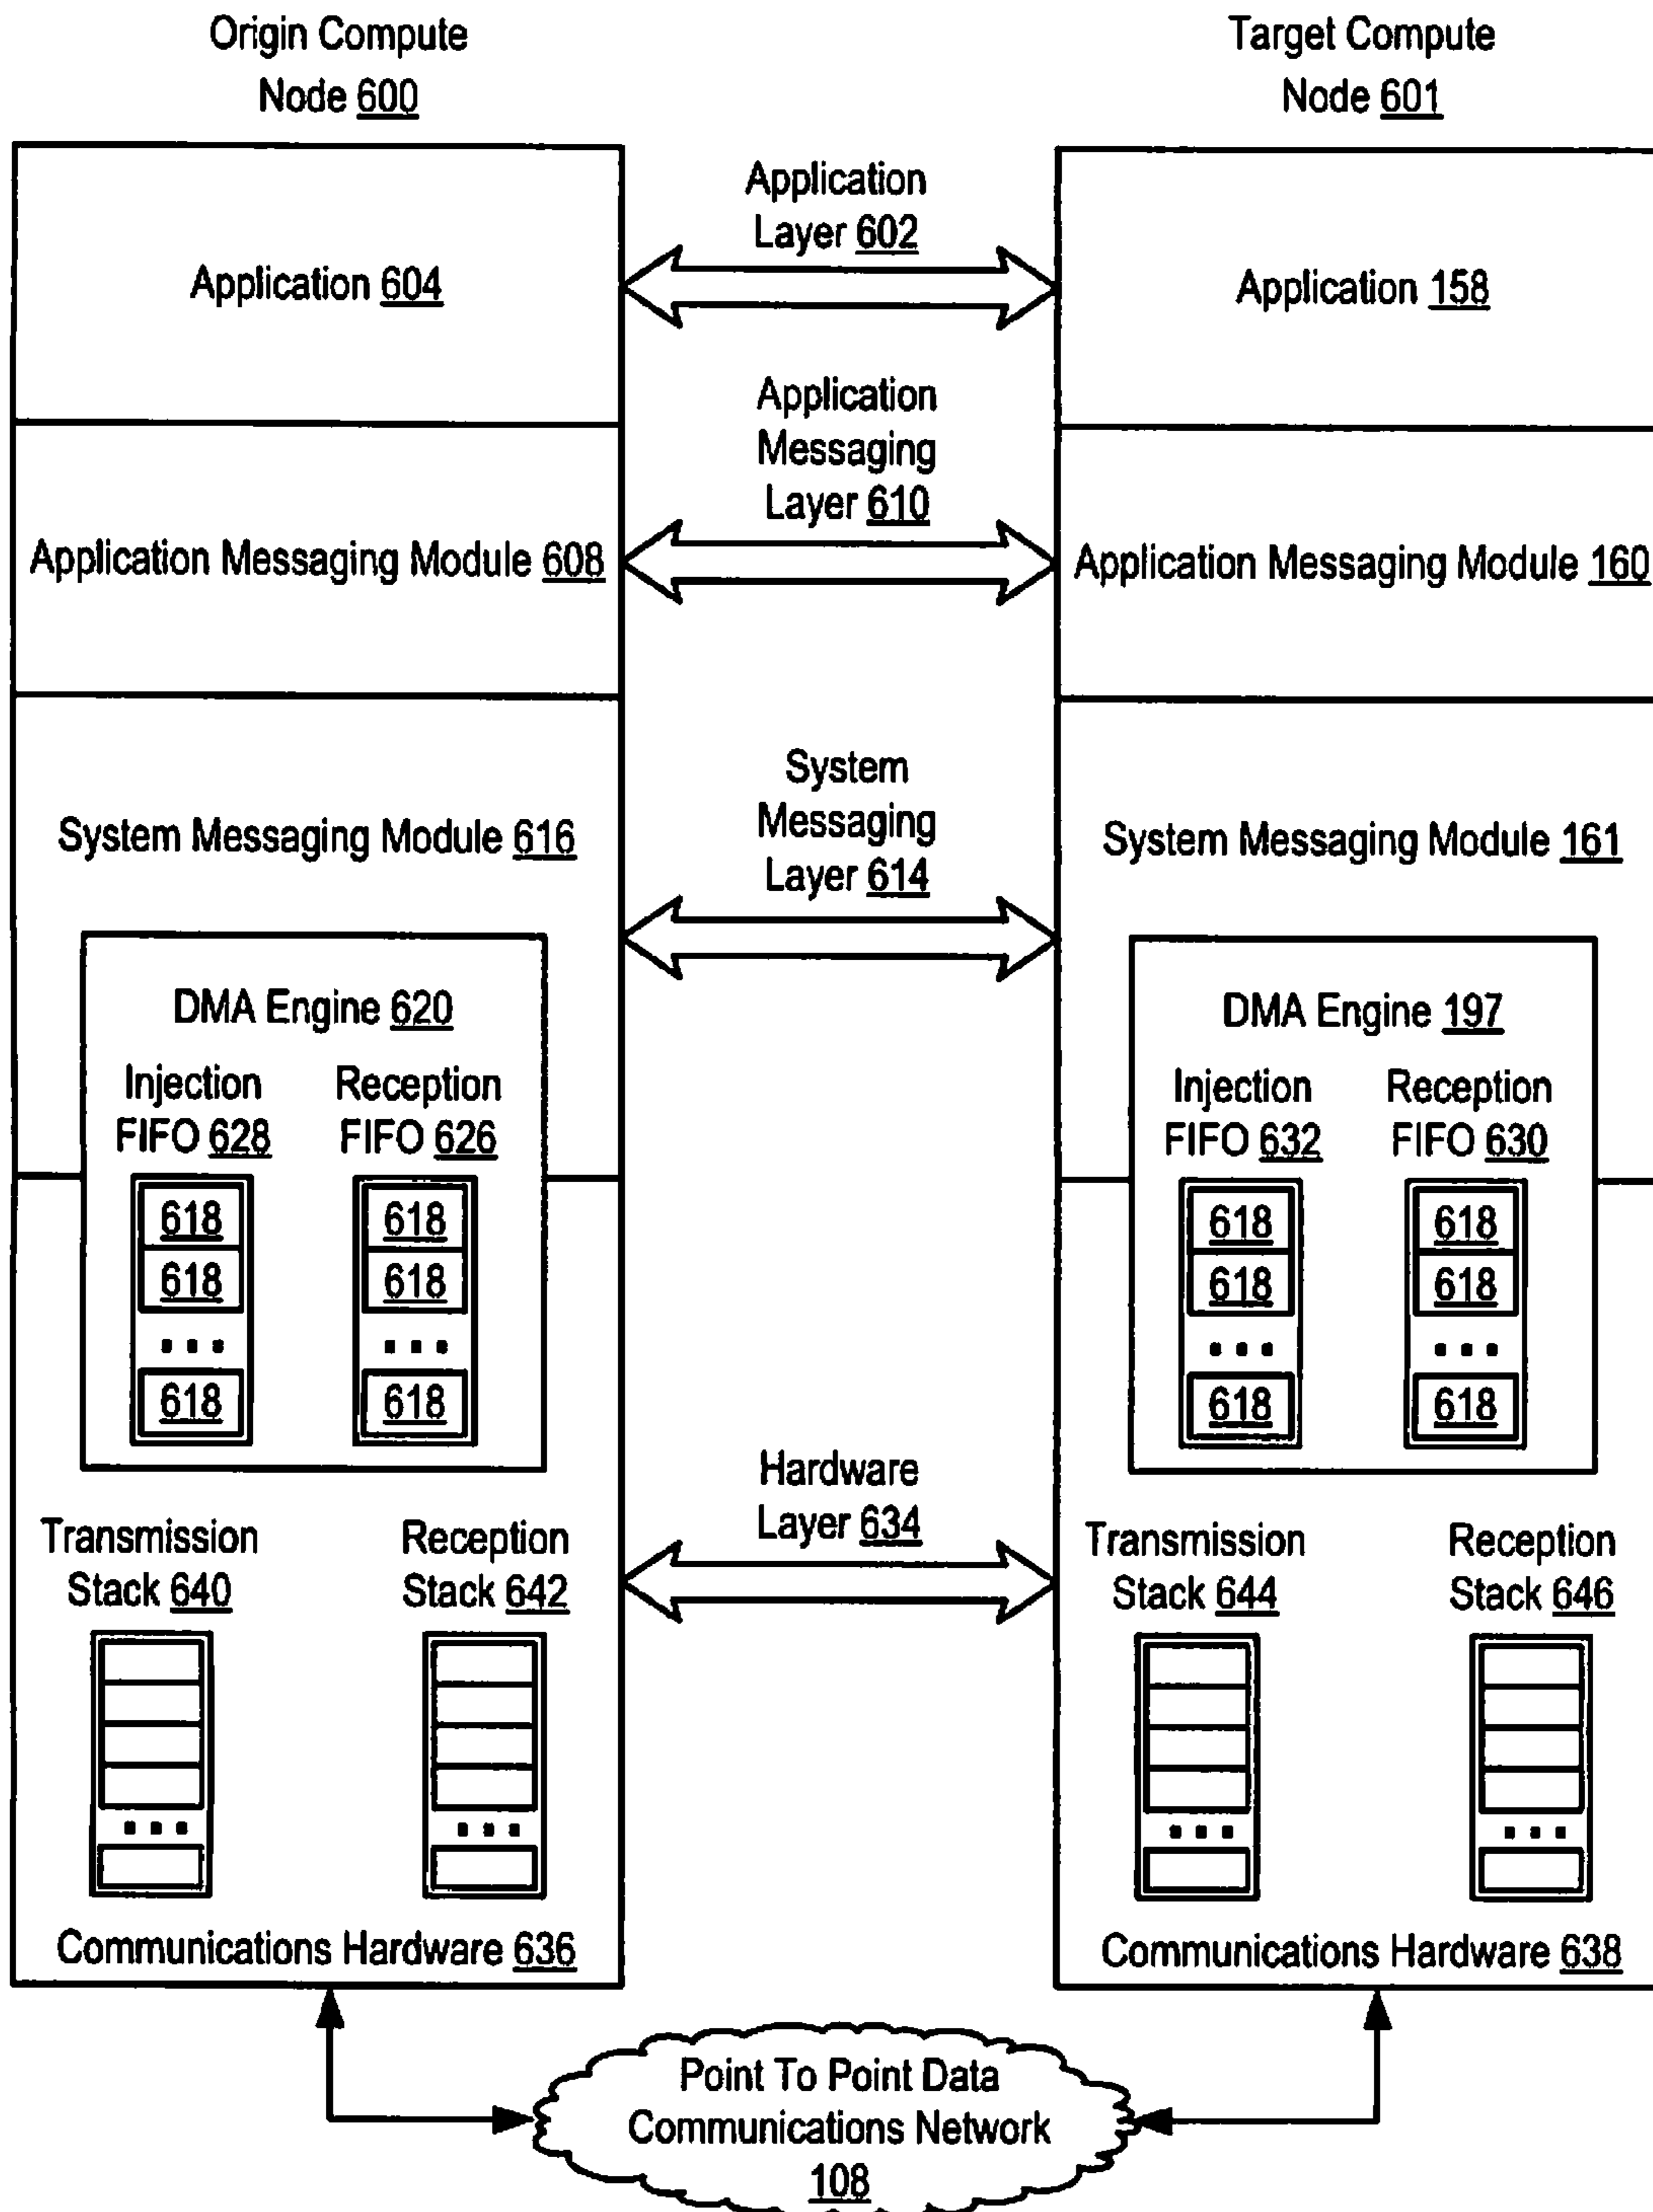 Origin Compute
Node 600
Target Compute
Node 601
Application
Layer 602
Application 604
Application 158
Application
Messaging
Layer 610
Application Messaging Module 608
Application Messaging Module 160
System
Messaging
Layer 614
System Messaging Module 616
System Messaging Module 161
DMA Engine 620
Injection
FIFO 628
Reception
FIFO 626
618
618
...
618
618
618
...
618
DMA Engine 197
Injection
FIFO 632
Reception
FIFO 630
618
618
...
618
618
618
...
618
Hardware
Layer 634
Transmission
Stack 640
...
Reception
Stack 642
...
Transmission
Stack 644
...
Reception
Stack 646
...
Communications Hardware 636
Communications Hardware 638
Point To Point Data
Communications Network
108